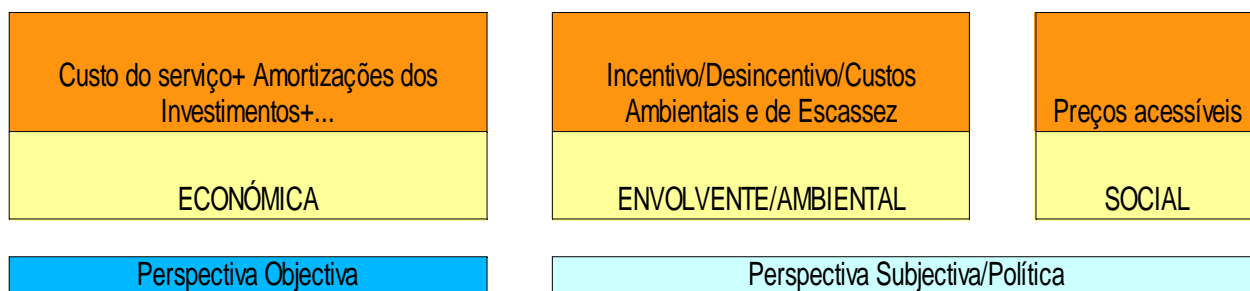 Custo do serviço+ Amortizações dos
Investimentos+...
ECONÓMICA
Incentivo/Desincentivo/Custos
Ambientais e de Escassez
ENVOLVENTE/AMBIENTAL
Preços acessíveis
SOCIAL
Perspectiva Objectiva
Perspectiva Subjectiva/Política